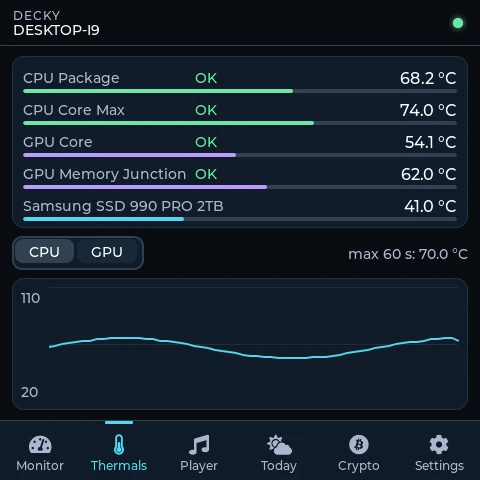 DECKY
DESKTOP-I9
CPU Package OK 68.2 °C
CPU Core Max OK 74.0 °C
GPU Core OK 54.1 °C
GPU Memory Junction OK 62.0 °C
Samsung SSD 990 PRO 2TB 41.0 °C
CPU GPU max 60 s: 70.0 °C
110
20
Monitor Thermals Player Today Crypto Settings